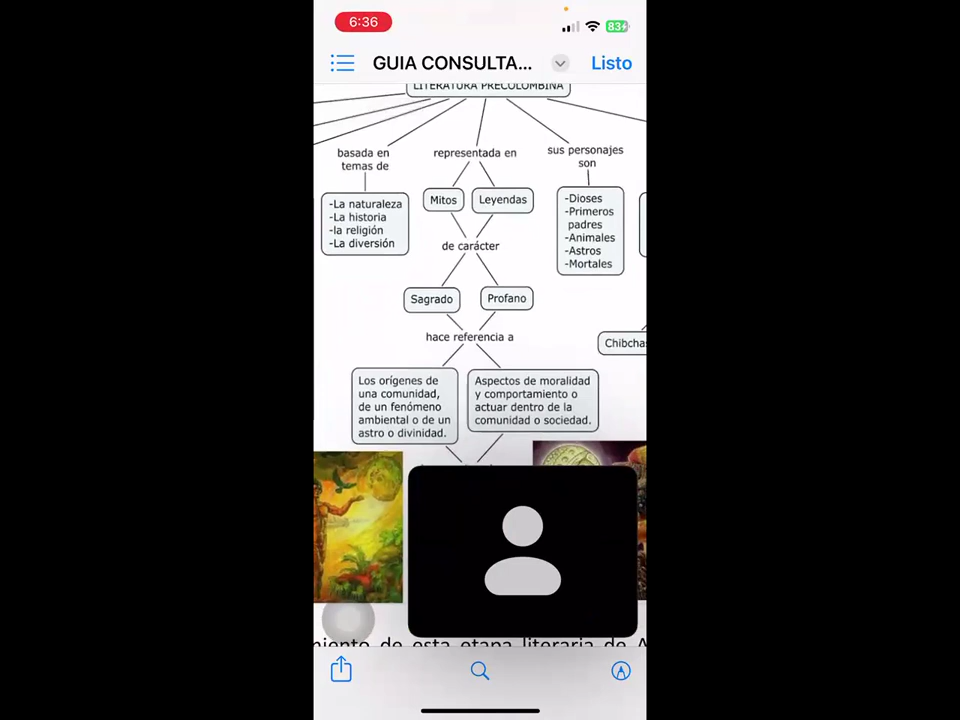 6:36
83
GUIA CONSULTA...
Listo
LITERATURA PRECOLOMBINA
basada en
temas de
representada en
sus personajes
son
-La naturaleza
-La historia
-la religión
-La diversión
Mitos
Leyendas
-Dioses
-Primeros
padres
-Animales
-Astros
-Mortales
de carácter
Sagrado
Profano
hace referencia a
Chibchas
Los orígenes de
una comunidad,
de un fenómeno
ambiental o de un
astro o divinidad.
Aspectos de moralidad
y comportamiento o
actuar dentro de la
comunidad o sociedad.
de esta etapa literaria de